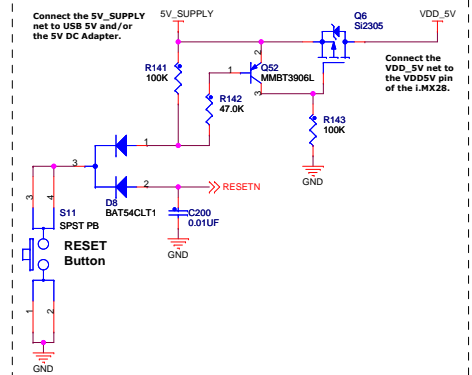 Connect the 5V_SUPPLY
net to USB 5V and/or
the 5V DC Adapter.
5V_SUPPLY
Q6
Si2305
VDD_5V
R141
100K
2
1
Q52
MMBT3906L
3
Connect the
VDD_5V net to
the VDD5V pin
of the i.MX28.
R142
47.0K
R143
100K
GND
1
3
2
RESETN
D8
BAT54CLT1
C200
0.01UF
GND
3
4
S11
SPST PB
RESET
Button
1
2
GND